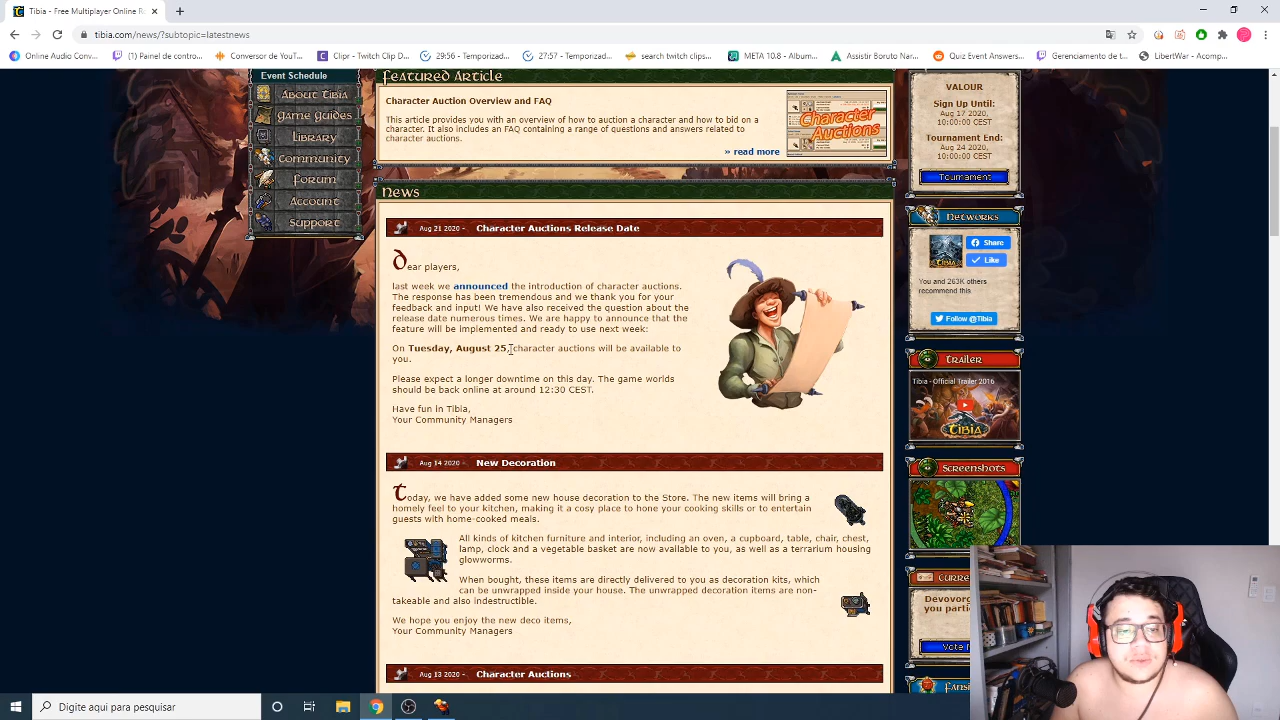 Tibia - Free Multiplayer Online R
tibia.com/news/?subtopic=latestnews
Online Audio Conv...
(1) Painel de contro...
Conversor de YouT...
Clipr - Twitch Clip D...
29:56 - Temporizad...
27:57 - Temporizad...
search twitch clips...
META 10.8 - Album...
Assistir Boruto Nar...
Quiz Event Answers...
Gerenciamento de t...
LibertWar - Acomp...
Event Schedule
About Tibia
Game Guides
Library
Community
Forum
Account
Support
Featured Article
Character Auction Overview and FAQ
This article provides you with an overview of how to auction a character and how to bid on a
character. It also includes an FAQ containing a range of questions and answers related to
character auctions.
» read more
Character
Auctions
News
Aug 21 2020 - Character Auctions Release Date
Dear players,
last week we announced the introduction of character auctions.
The response has been tremendous and we thank you for your
feedback and input! We have also received the question about the
release date numerous times. We are happy to announce that the
feature will be implemented and ready to use next week:
On Tuesday, August 25, character auctions will be available to
you.
Please expect a longer downtime on this day. The game worlds
should be back online at around 12:30 CEST.
Have fun in Tibia,
Your Community Managers
Aug 14 2020 - New Decoration
Today, we have added some new house decoration to the Store. The new items will bring a
homely feel to your kitchen, making it a cosy place to hone your cooking skills or to entertain
guests with home-cooked meals.
All kinds of kitchen furniture and interior, including an oven, a cupboard, table, chair, chest,
lamp, clock and a vegetable basket are now available to you, as well as a terrarium housing
glowworms.
When bought, these items are directly delivered to you as decoration kits, which
can be unwrapped inside your house. The unwrapped decoration items are non-
takeable and also indestructible.
We hope you enjoy the new deco items,
Your Community Managers
Aug 13 2020 - Character Auctions
VALOUR
Sign Up Until:
Aug 17 2020,
10:00:00 CEST
Tournament End:
Aug 24 2020,
10:00:00 CEST
Tournament
Networks
TIBIA
Share
Like
You and 263K others
recommend this
Follow @Tibia
Trailer
Tibia - Official Trailer 2016
TIBIA
Screenshots
Curre
Devovorg
you parti
Vote
Fansi
Digite aqui para pesquisar